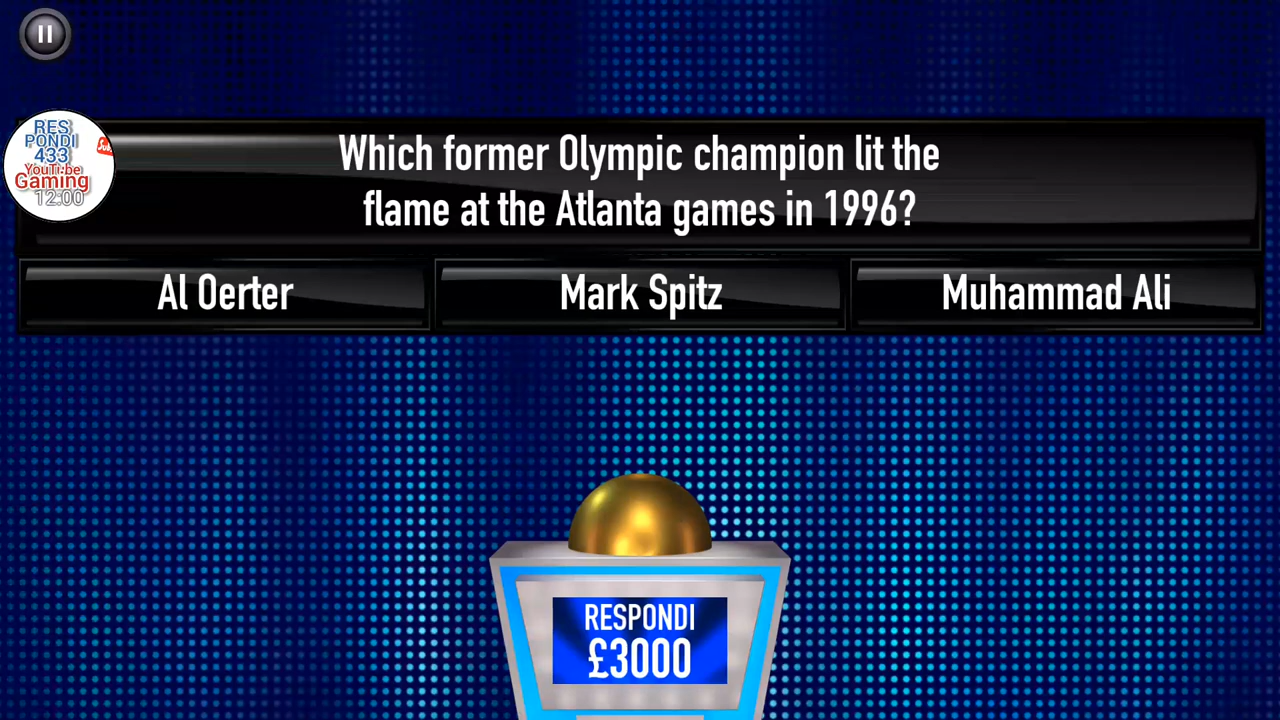 RES
PONDI
433
YouTube
Gaming
12:00
Which former Olympic champion lit the
flame at the Atlanta games in 1996?
Al Oerter
Mark Spitz
Muhammad Ali
RESPONDI
£3000